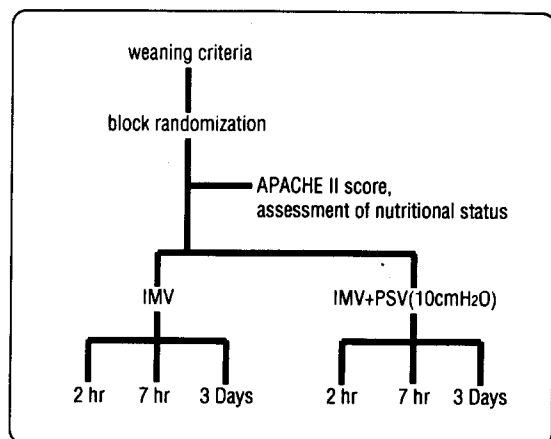 weaning criteria
block randomization
APACHE II score,
assessment of nutritional status
IMV
IMV+PSV(10cmH2O)
2 hr 7 hr 3 Days
2 hr 7 hr 3 Days